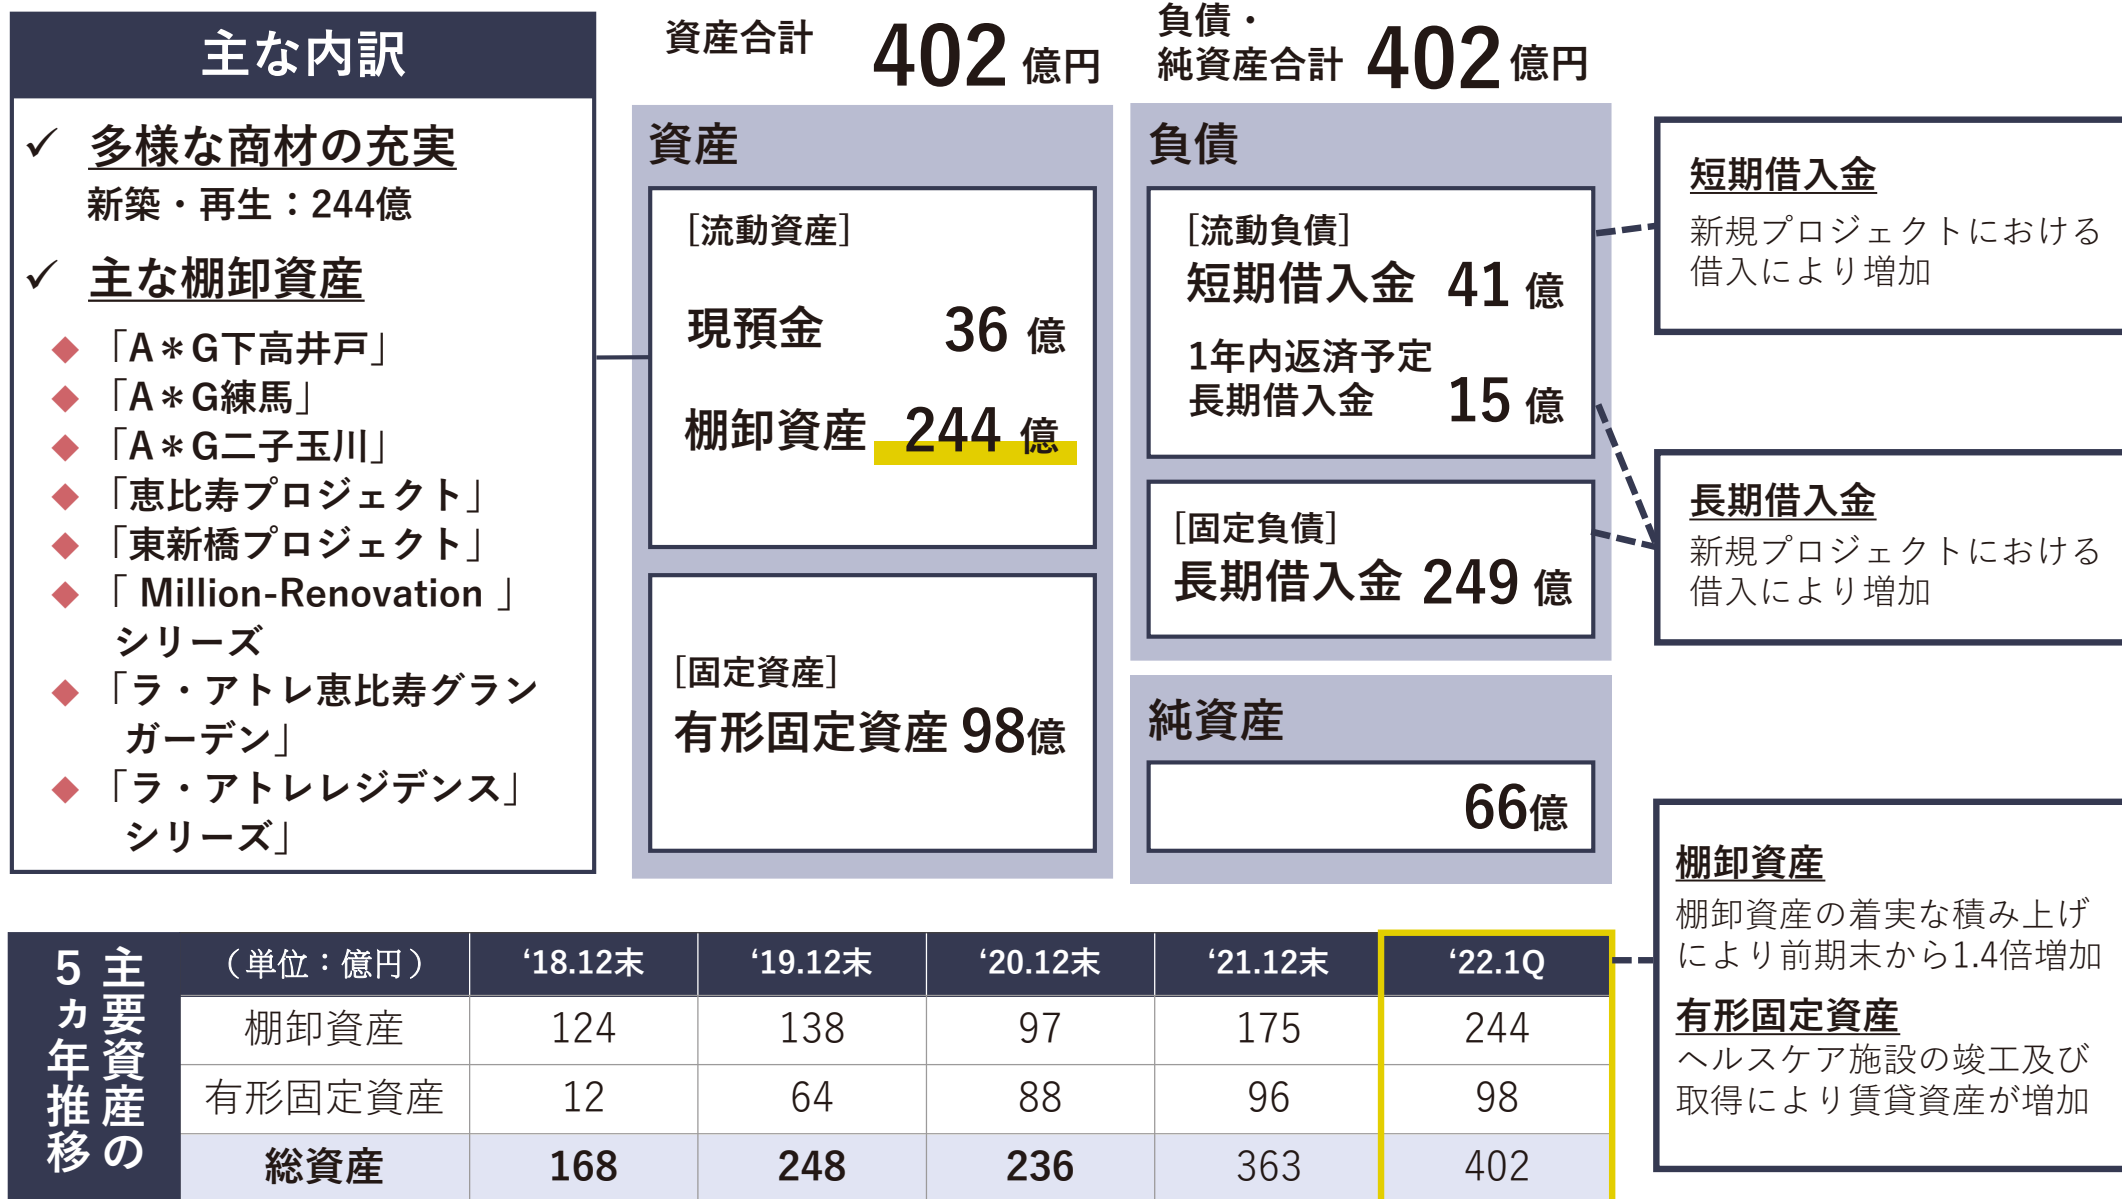 主な内訳
✓ 多様な商材の充実
新築・再生：244億
✓ 主な棚卸資産
◆ 「A＊G下高井戸」
◆ 「A＊G練馬」
◆ 「A＊G二子玉川」
◆ 「恵比寿プロジェクト」
◆ 「東新橋プロジェクト」
◆ 「 Million-Renovation 」
シリーズ
◆ 「ラ・アトレ恵比寿グラン
ガーデン」
◆ 「ラ・アトレレジデンス」
シリーズ」
資産合計 402 億円
資産
[流動資産]
現預金 36 億
棚卸資産 244 億
[固定資産]
有形固定資産 98億
負債・
純資産合計 402 億円
負債
[流動負債]
短期借入金 41 億
1年内返済予定
長期借入金 15 億
[固定負債]
長期借入金 249 億
純資産
66億
短期借入金
新規プロジェクトにおける
借入により増加
長期借入金
新規プロジェクトにおける
借入により増加
棚卸資産
棚卸資産の着実な積み上げ
により前期末から1.4倍増加
有形固定資産
ヘルスケア施設の竣工及び
取得により賃貸資産が増加
主要資産の
5ヵ年推移
（単位：億円） ‘18.12末 ‘19.12末 ‘20.12末 ‘21.12末 ‘22.1Q
棚卸資産 124 138 97 175 244
有形固定資産 12 64 88 96 98
総資産 168 248 236 363 402